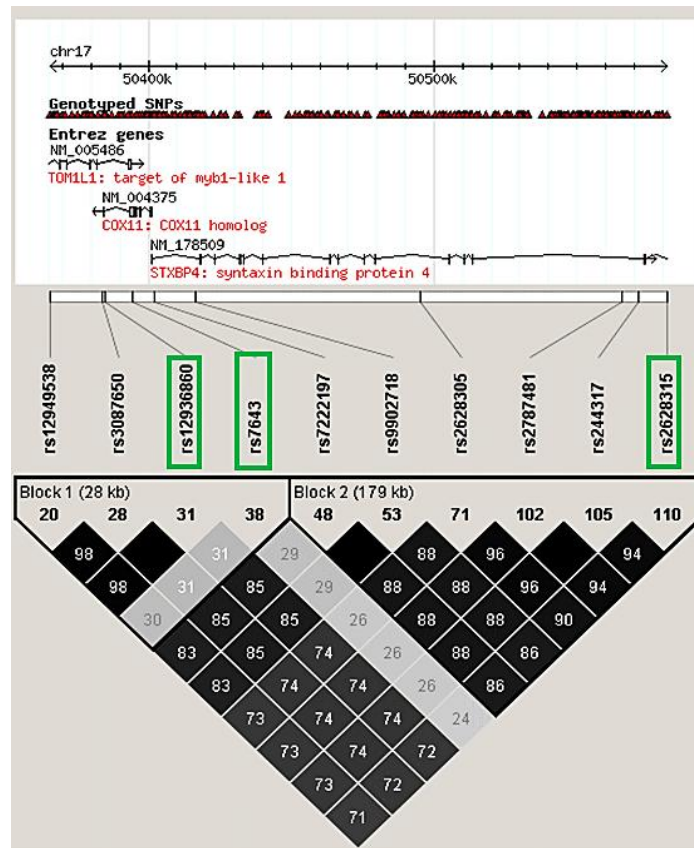 chr17
50400k 50500k
Genotyped SNPs
Entrez genes
NM_005486
TOM1L1: target of myb1-like 1
NM_004375
COX11: COX11 homolog
NM_178509
STXBP4: syntaxin binding protein 4
rs12949538
rs3087650
rs12936860
rs7643
rs7222197
rs9902718
rs2628305
rs2787481
rs244317
rs2628315
Block 1 (28 kb) Block 2 (179 kb)
20 28 31 38 48 53 71 102 105 110
98 31 29 88 96 94
98 31 85 29 88 88 96 94
30 85 85 26 88 88 90
83 85 74 26 88 86
83 74 74 26 86
73 74 74 24
73 74 72
73 72
71